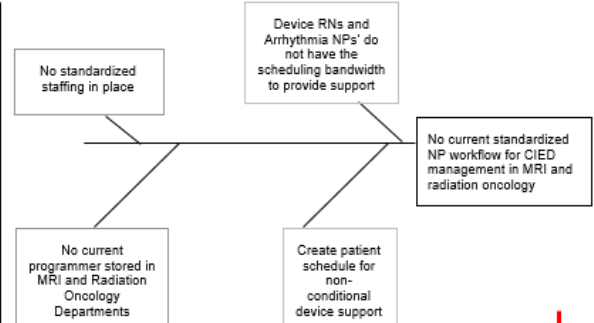 Device RNs and
Arrhythmia NPs' do
not have the
scheduling bandwidth
to provide support
No standardized
staffing in place
No current standardized
NP workflow for CIED
management in MRI and
radiation oncology
No current
programmer stored in
MRI and Radiation
Oncology
Departments
Create patient
schedule for
non-
conditional
device support